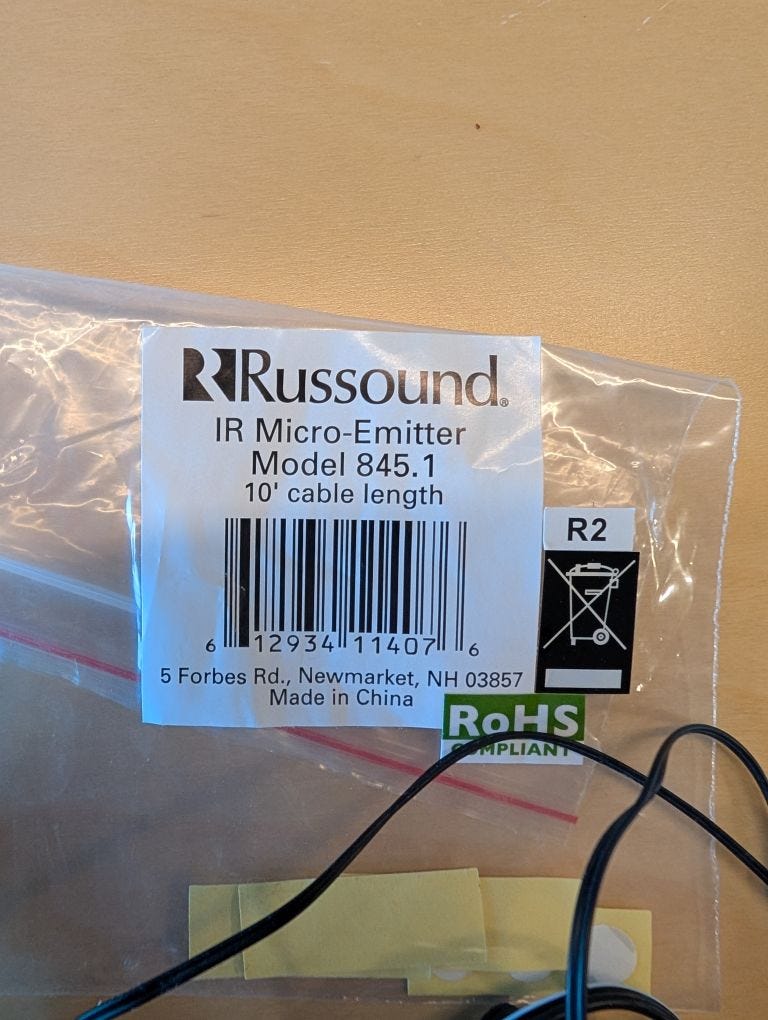 Russound®
IR Micro-Emitter
Model 845.1
10' cable length
6 12934 11407 6
5 Forbes Rd., Newmarket, NH 03857
Made in China
R2
RoHS
COMPLIANT